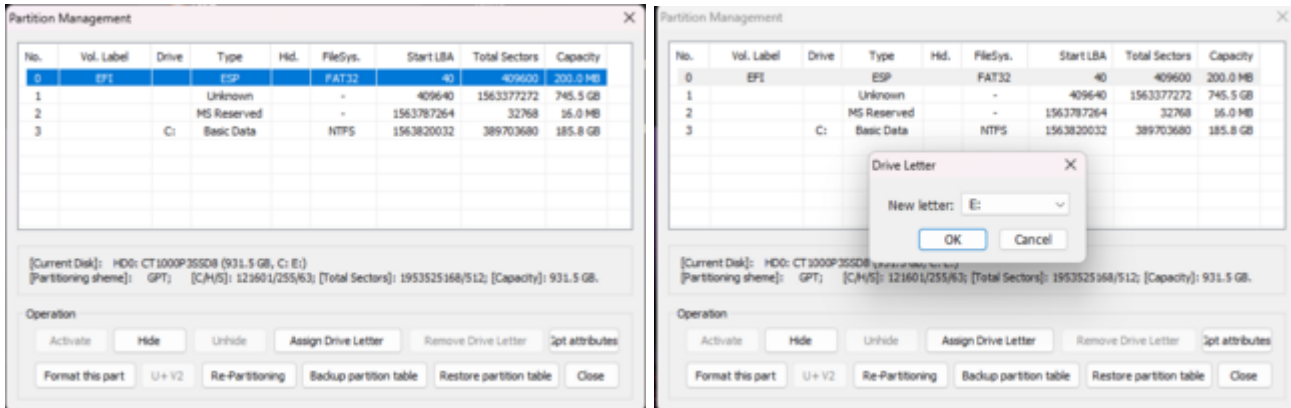 Partition Management
No. Vol. Label Drive Type Hid. FileSys. Start LBA Total Sectors Capacity
0 EFI ESP FAT32 40 409600 200.0 MB
1 Unknown - 409640 1563377272 745.5 GB
2 MS Reserved - 1563787264 32768 16.0 MB
3 C: Basic Data NTFS 1563820032 389703680 185.8 GB
[Current Disk]: HD0: CT1000P3SSD8 (931.5 GB, C: E:)
[Partitioning sheme]: GPT; [C/H/S]: 121601/255/63; [Total Sectors]: 1953525168/512; [Capacity]: 931.5 GB.
Operation
Activate Hide Unhide Assign Drive Letter Remove Drive Letter Gpt attributes
Format this part U+ V2 Re-Partitioning Backup partition table Restore partition table Close
Partition Management
No. Vol. Label Drive Type Hid. FileSys. Start LBA Total Sectors Capacity
0 EFI ESP FAT32 40 409600 200.0 MB
1 Unknown - 409640 1563377272 745.5 GB
2 MS Reserved - 1563787264 32768 16.0 MB
3 C: Basic Data NTFS 1563820032 389703680 185.8 GB
Drive Letter
New letter: E:
OK Cancel
[Current Disk]: HD0: CT1000P3SSD8 (931.5 GB, C: E:)
[Partitioning sheme]: GPT; [C/H/S]: 121601/255/63; [Total Sectors]: 1953525168/512; [Capacity]: 931.5 GB.
Operation
Activate Hide Unhide Assign Drive Letter Remove Drive Letter Gpt attributes
Format this part U+ V2 Re-Partitioning Backup partition table Restore partition table Close